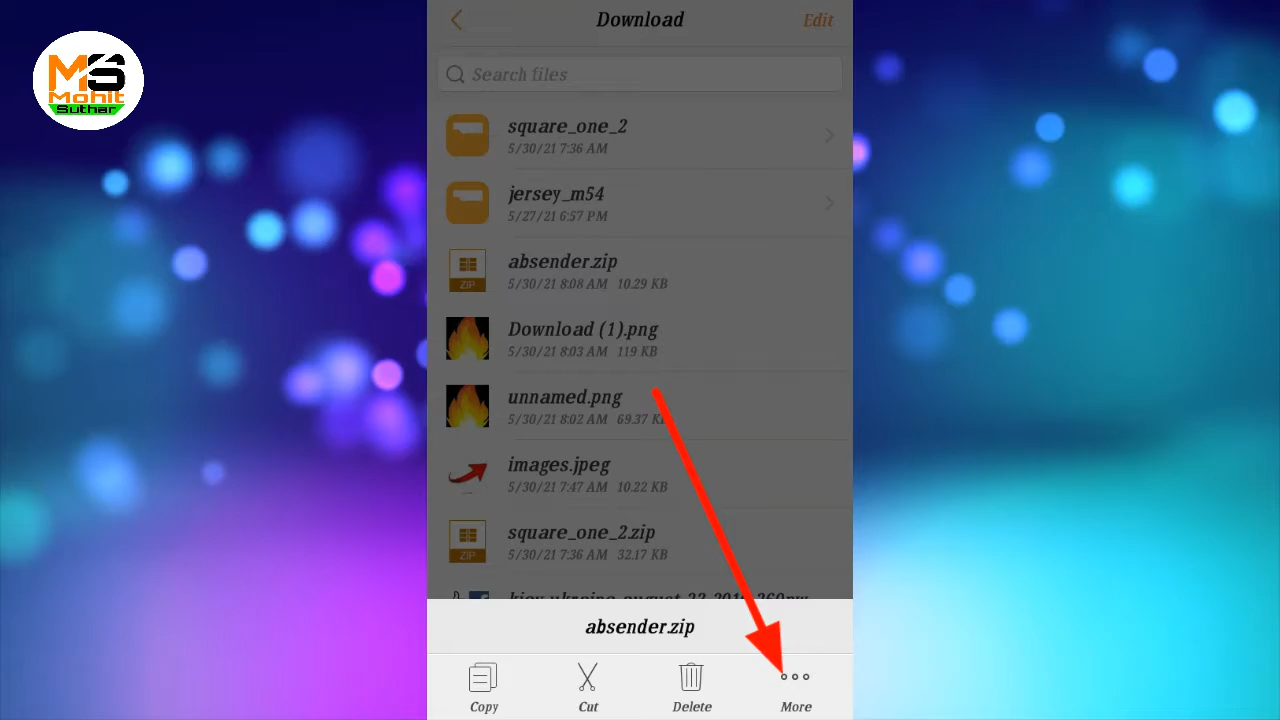 MS
Mohit
Suthar
Download
Edit
Search files
square_one_2
5/30/21 7:36 AM
jersey_m54
5/27/21 6:57 PM
absender.zip
5/30/21 8:08 AM 10.29 KB
ZIP
Download (1).png
5/30/21 8:03 AM 119 KB
unnamed.png
5/30/21 8:02 AM 69.37 KB
images.jpeg
5/30/21 7:47 AM 10.22 KB
square_one_2.zip
5/30/21 7:36 AM 32.17 KB
ZIP
absender.zip
Copy
Cut
Delete
More